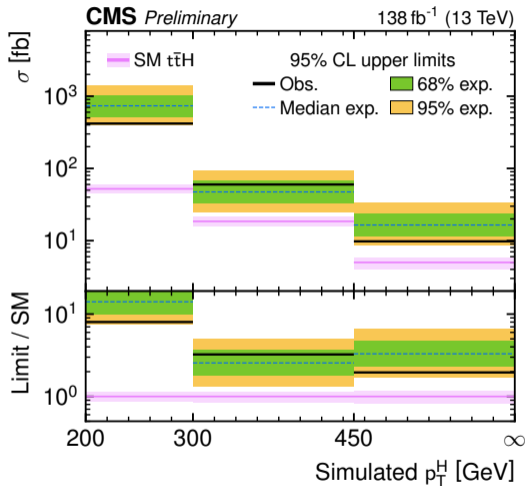 CMS Preliminary 138 fb⁻¹ (13 TeV)
σ [fb]
SM tt̄H
95% CL upper limits
Obs.
68% exp.
Median exp.
95% exp.
10³
10²
10¹
Limit / SM
10¹
10⁰
200 300 450 ∞
Simulated p_T^H [GeV]